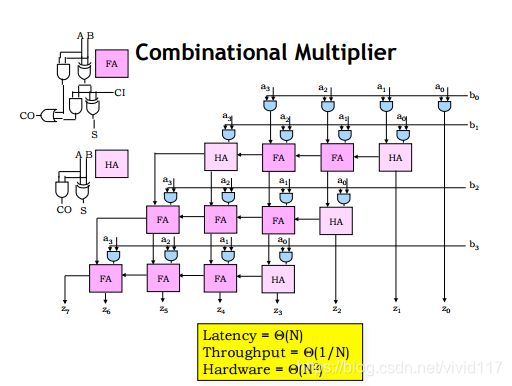 Combinational Multiplier
A B
FA
CI
CO
S
A B
HA
CO S
a3 a2 a1 a0 b0
a3 a2 a1 a0 b1
HA FA FA HA
a3 a2 a1 a0 b2
FA FA FA HA
a3 a2 a1 a0 b3
FA FA FA HA
z7 z6 z5 z4 z3 z2 z1 z0
Latency = Θ(N)
Throughput = Θ(1/N)
Hardware = Θ(N²)
https://blog.csdn.net/vivid117